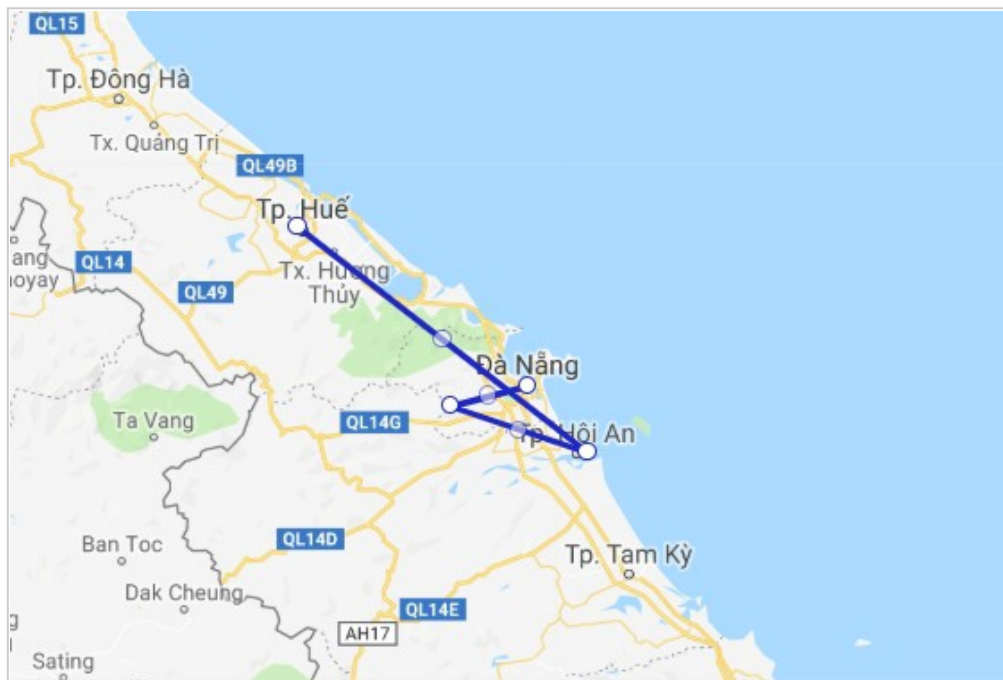 QL15
Tp. Đông Hà
Tx. Quảng Trị
QL49B
Tp. Huế
ang
QL14
Tx. Hương
Thủy
QL49
Đà Nẵng
Ta Vang
QL14G
Tp. Hội An
QL14D
Ban Toc
Tp. Tam Kỳ
Dak Cheung
QL14E
AH17
Sating